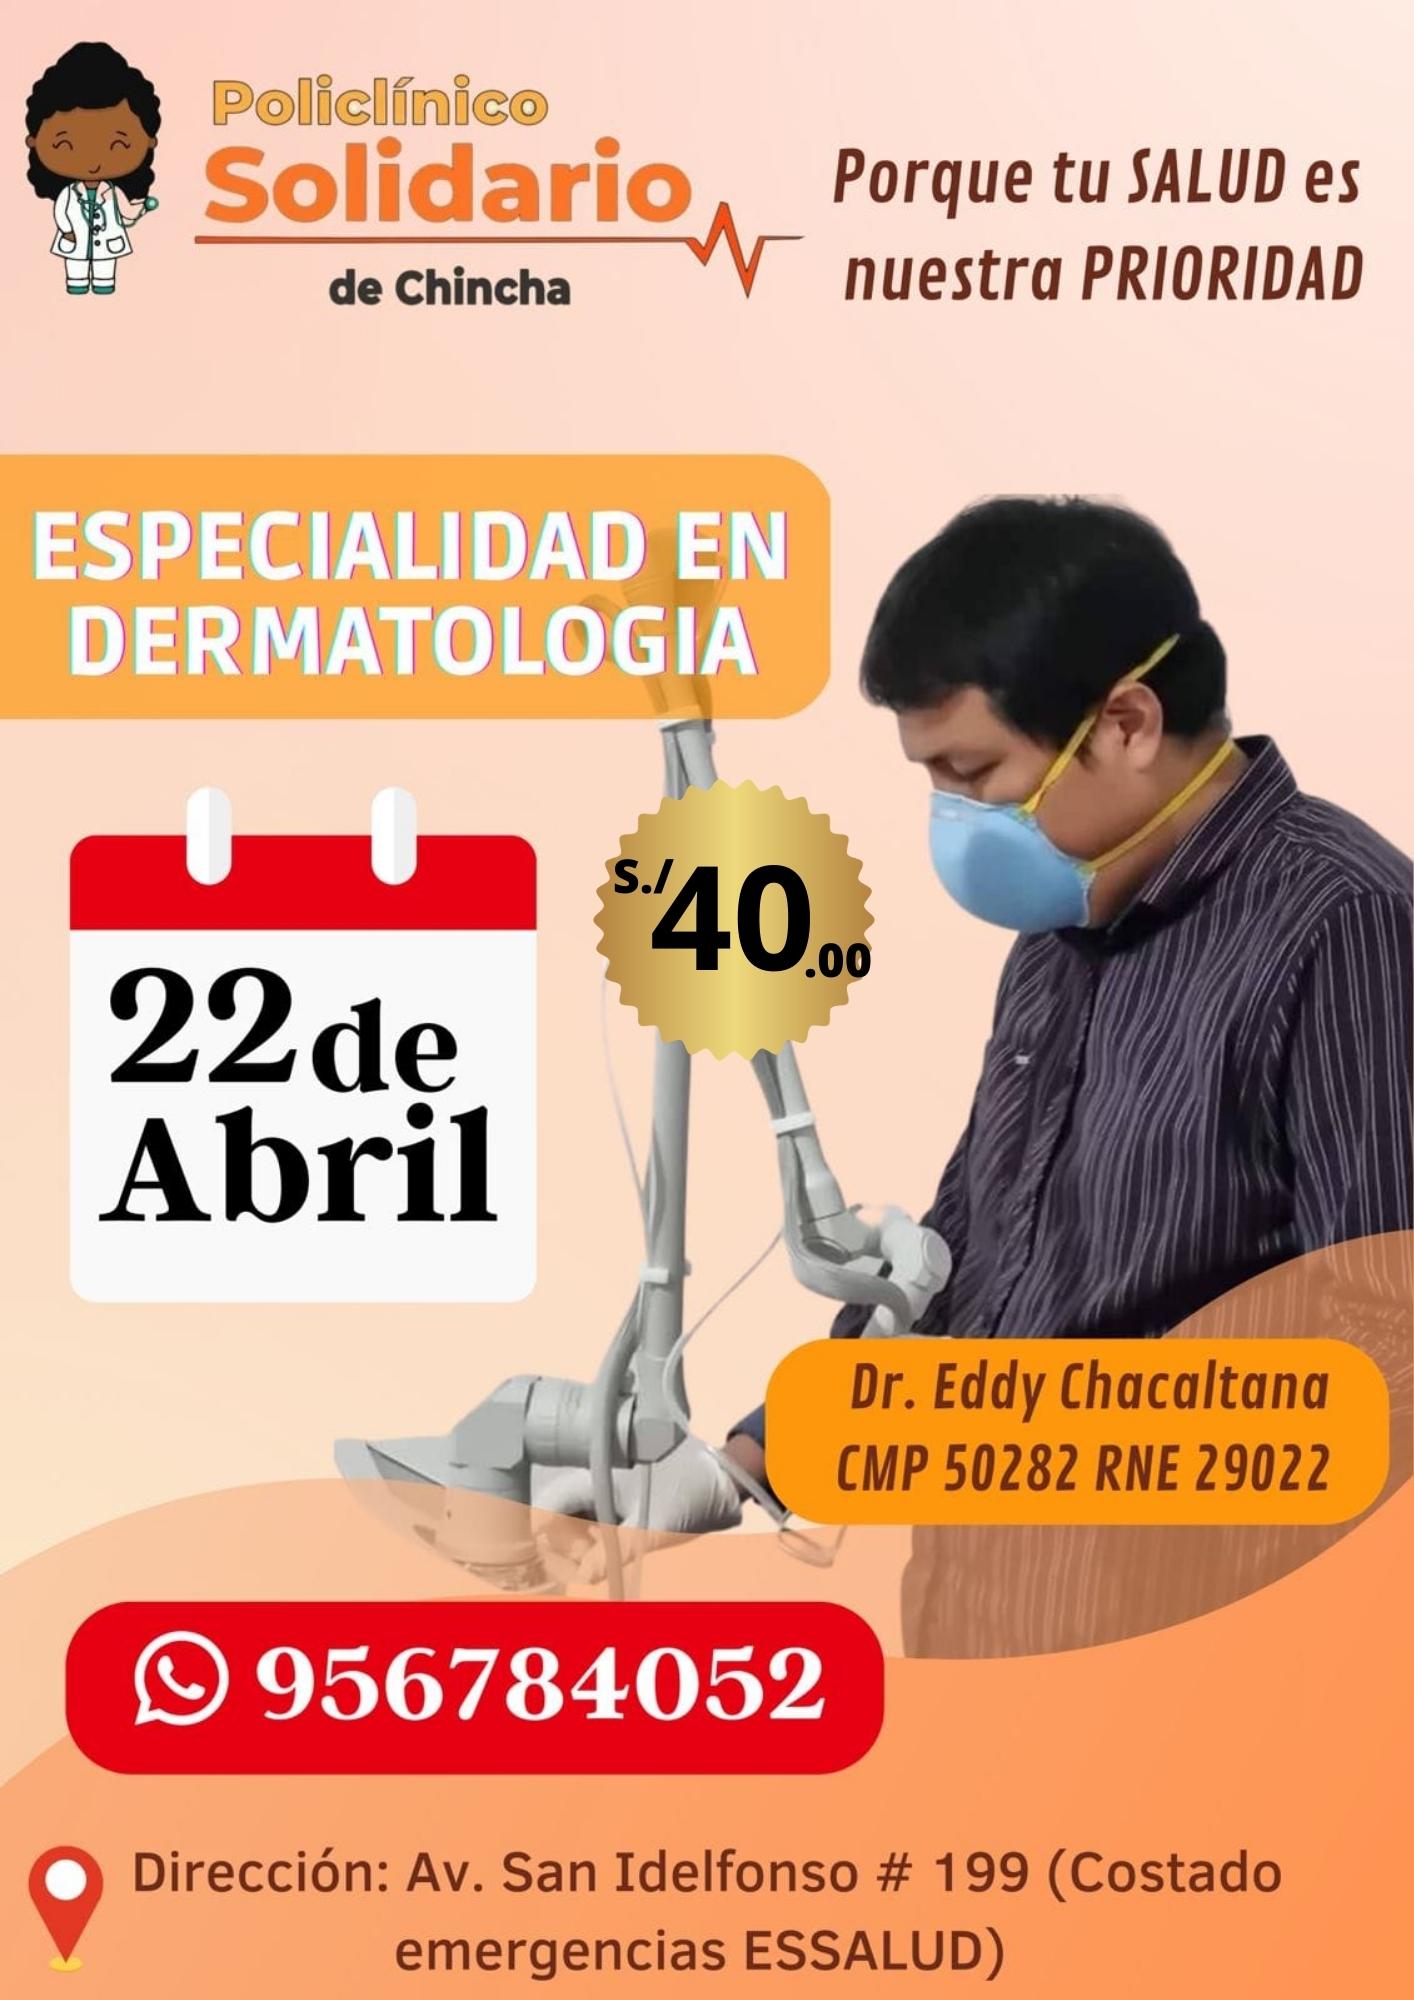 Policlínico
Solidario
de Chincha
Porque tu SALUD es
nuestra PRIORIDAD
ESPECIALIDAD EN
DERMATOLOGIA
22 de
Abril
S./40.00
Dr. Eddy Chacaltana
CMP 50282 RNE 29022
956784052
Dirección: Av. San Idelfonso # 199 (Costado
emergencias ESSALUD)